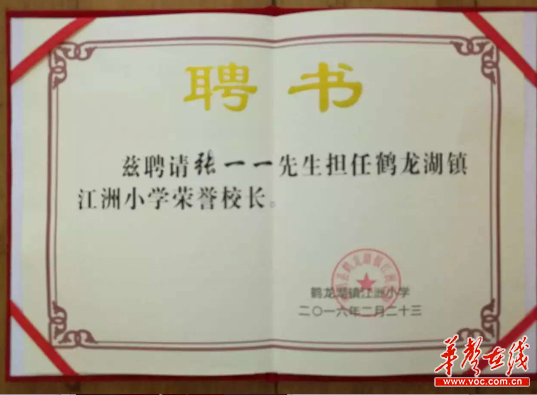 聘书
兹聘请张一一先生担任鹤龙湖镇
江洲小学荣誉校长。
鹤龙湖镇江洲小学
二〇一六年二月二十三
华声在线
www.voc.com.cn